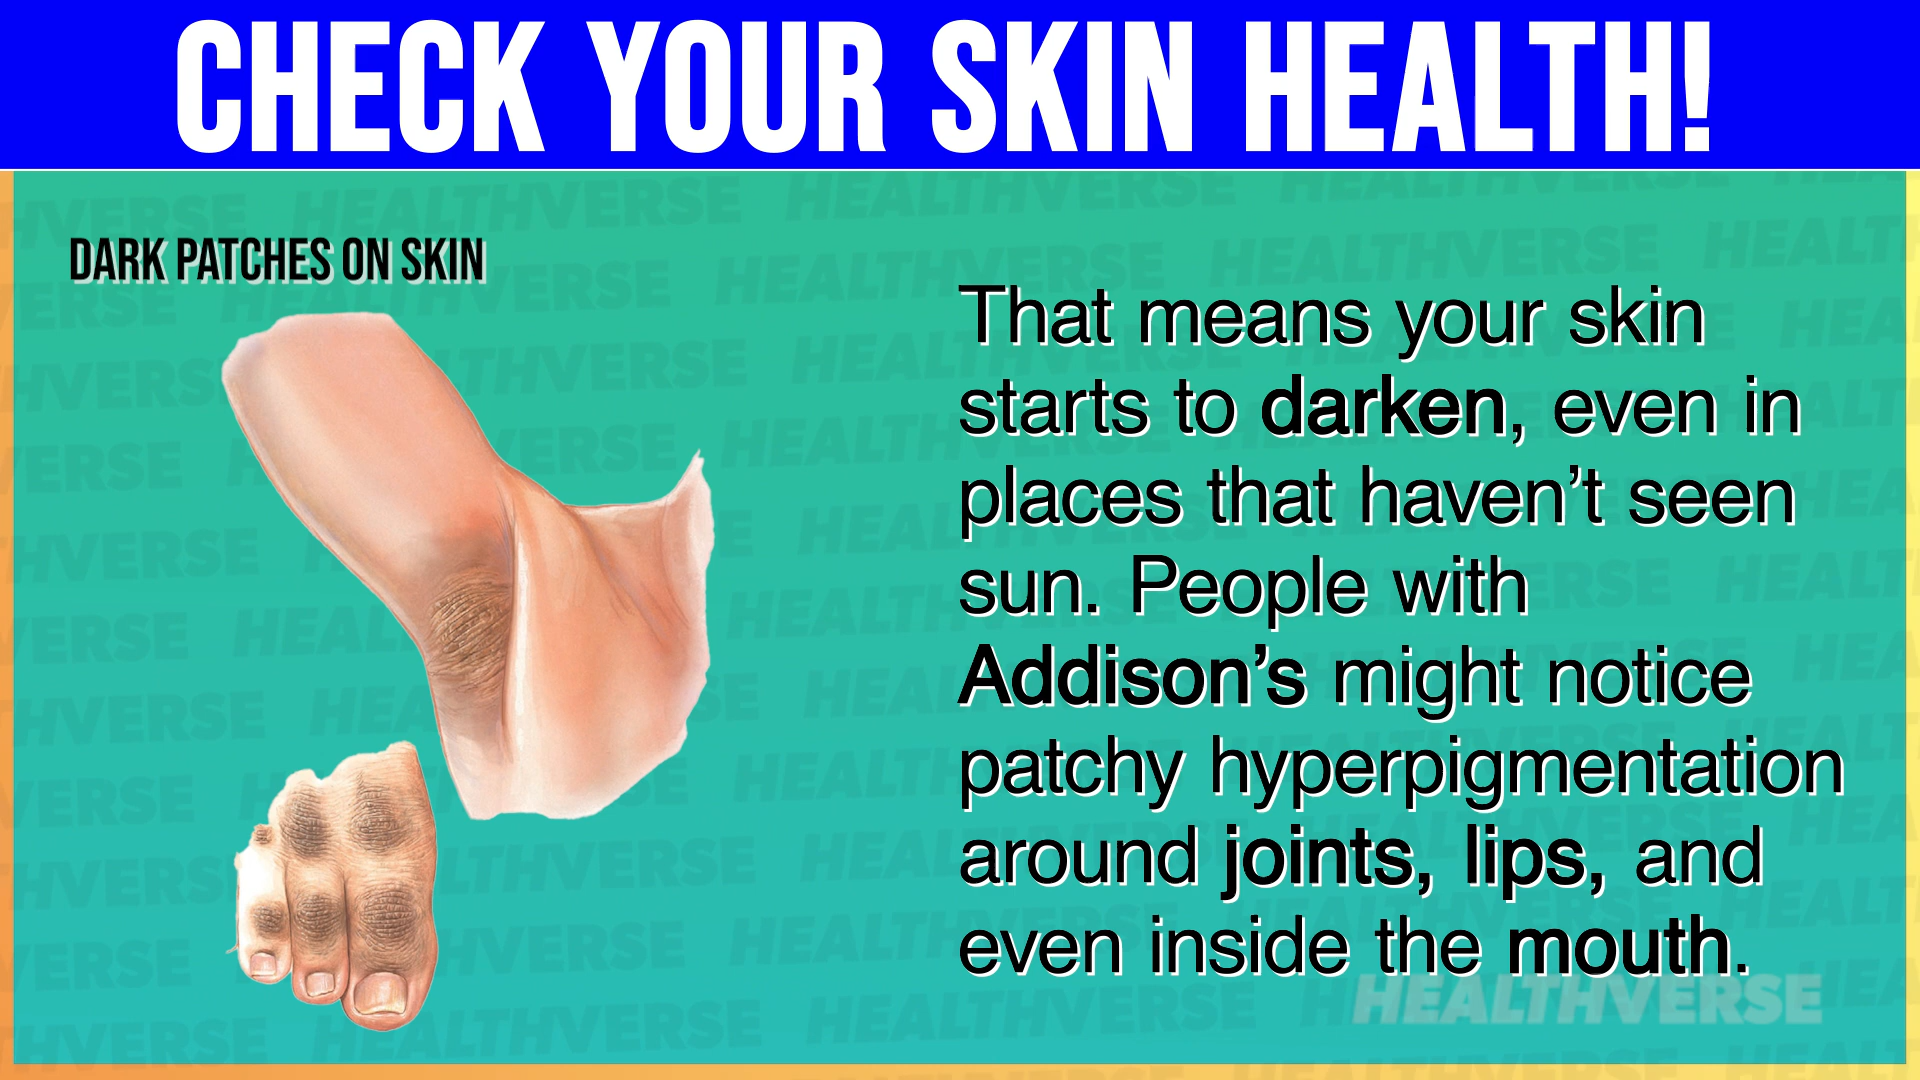 CHECK YOUR SKIN HEALTH!
DARK PATCHES ON SKIN
That means your skin
starts to darken, even in
places that haven’t seen
sun. People with
Addison’s might notice
patchy hyperpigmentation
around joints, lips, and
even inside the mouth.
HEALTHVERSE